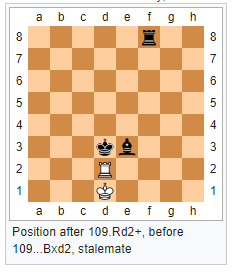 a b c d e f g h
8 8
7 7
6 6
5 5
4 4
3 3
2 2
1 1
a b c d e f g h
Position after 109.Rd2+, before
109...Bxd2, stalemate